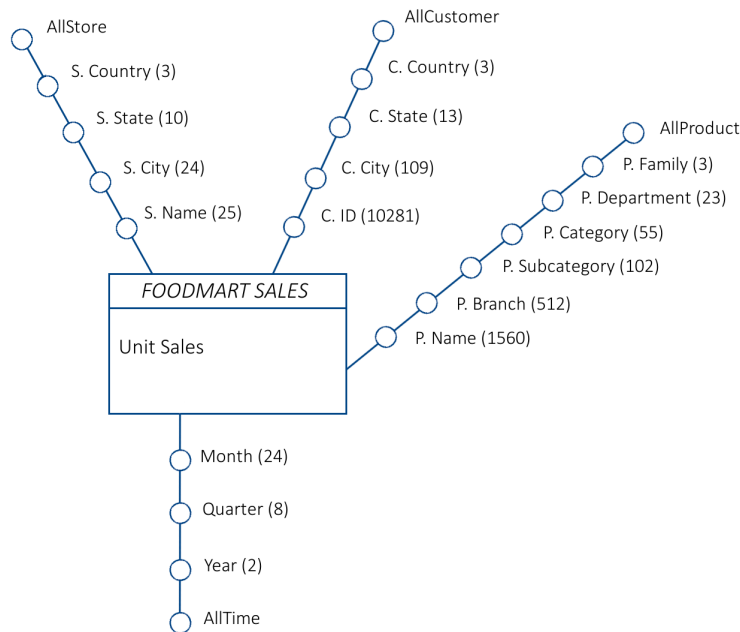 AllStore
S. Country (3)
S. State (10)
S. City (24)
S. Name (25)
AllCustomer
C. Country (3)
C. State (13)
C. City (109)
C. ID (10281)
AllProduct
P. Family (3)
P. Department (23)
P. Category (55)
P. Subcategory (102)
P. Branch (512)
P. Name (1560)
FOODMART SALES
Unit Sales
Month (24)
Quarter (8)
Year (2)
AllTime